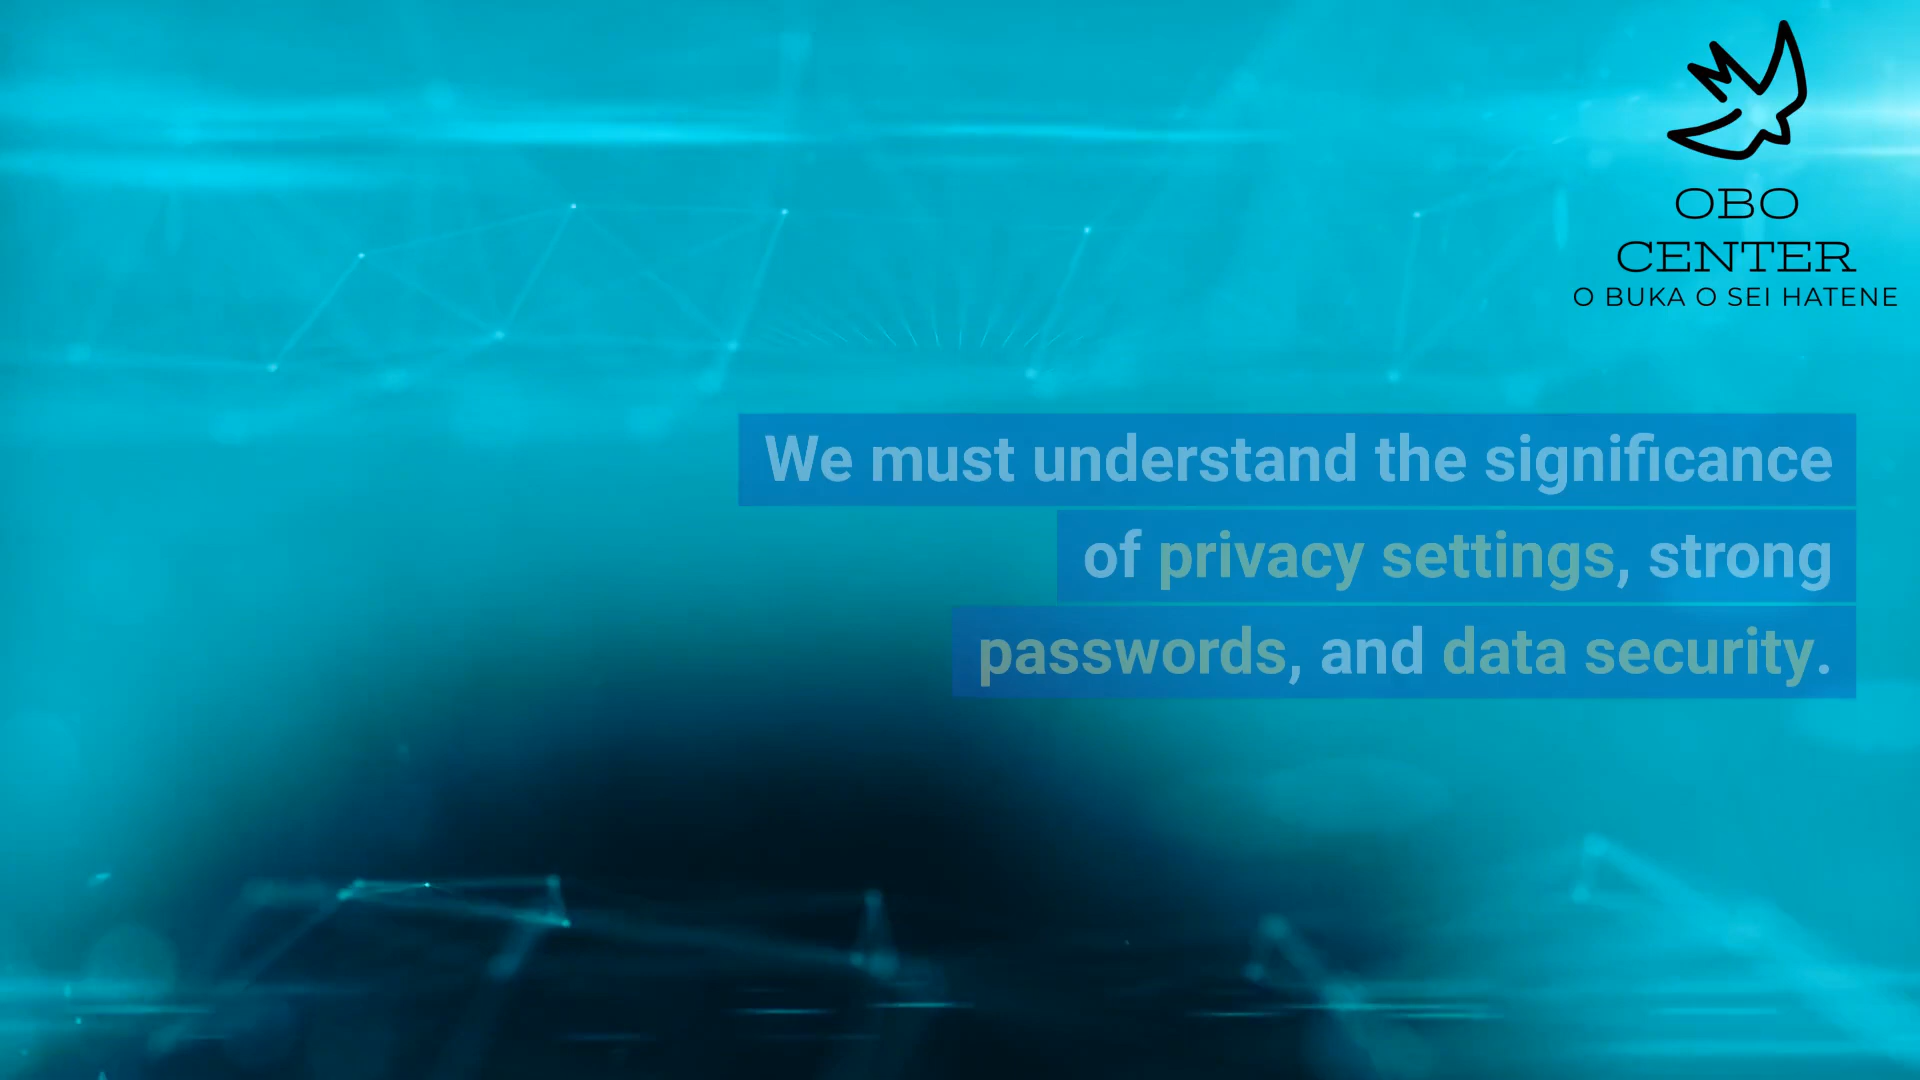 OBO
CENTER
O BUKA O SEI HATENE
We must understand the significance
of privacy settings, strong
passwords, and data security.